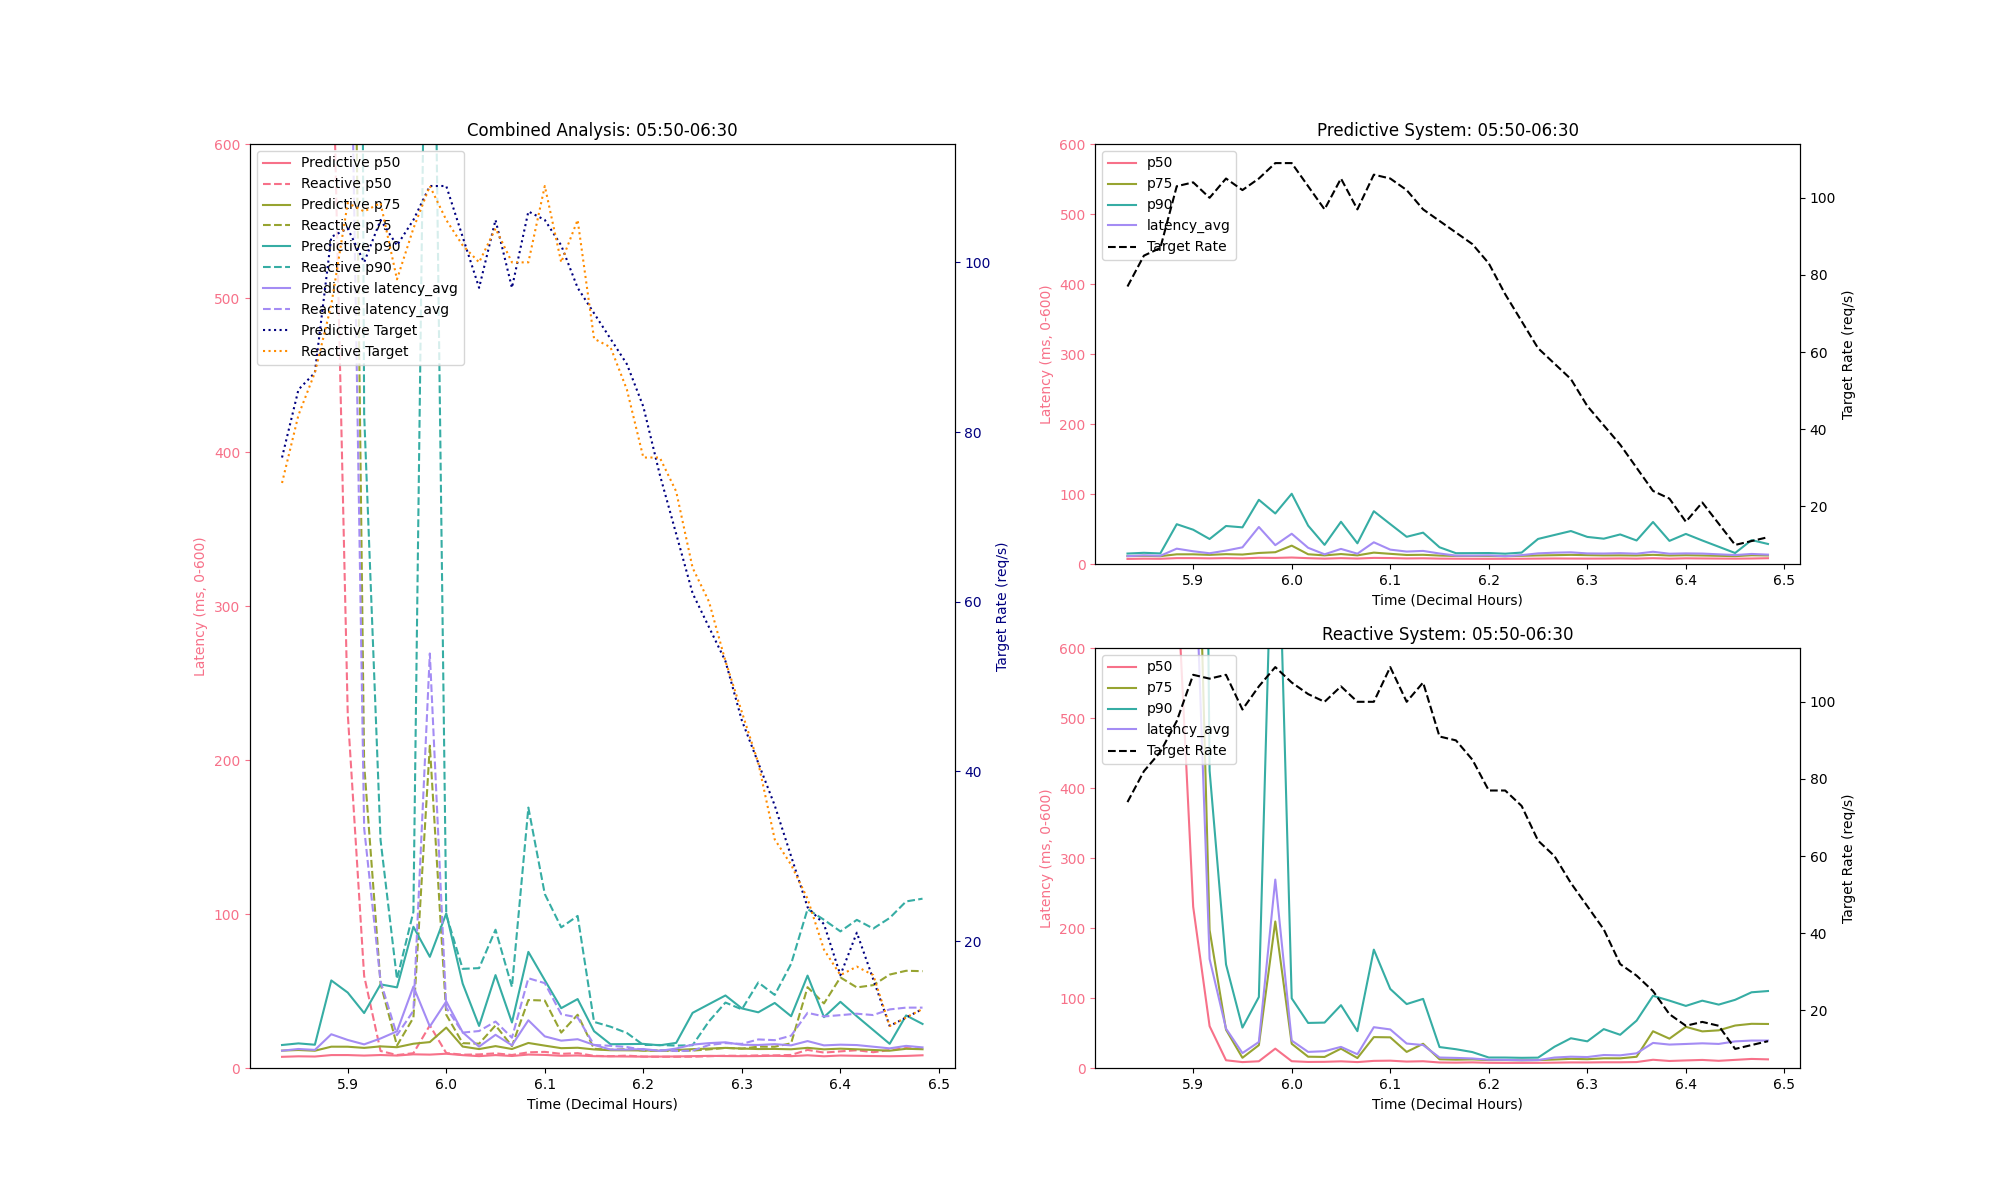 Combined Analysis: 05:50-06:30
Predictive p50
Reactive p50
Predictive p75
Reactive p75
Predictive p90
Reactive p90
Predictive latency_avg
Reactive latency_avg
Predictive Target
Reactive Target
600
500
400
300
200
100
0
Latency (ms, 0-600)
100
80
60
40
20
Target Rate (req/s)
5.9 6.0 6.1 6.2 6.3 6.4 6.5
Time (Decimal Hours)
Predictive System: 05:50-06:30
p50
p75
p90
latency_avg
Target Rate
600
500
400
300
200
100
0
Latency (ms, 0-600)
100
80
60
40
20
Target Rate (req/s)
5.9 6.0 6.1 6.2 6.3 6.4 6.5
Time (Decimal Hours)
Reactive System: 05:50-06:30
p50
p75
p90
latency_avg
Target Rate
600
500
400
300
200
100
0
Latency (ms, 0-600)
100
80
60
40
20
Target Rate (req/s)
5.9 6.0 6.1 6.2 6.3 6.4 6.5
Time (Decimal Hours)